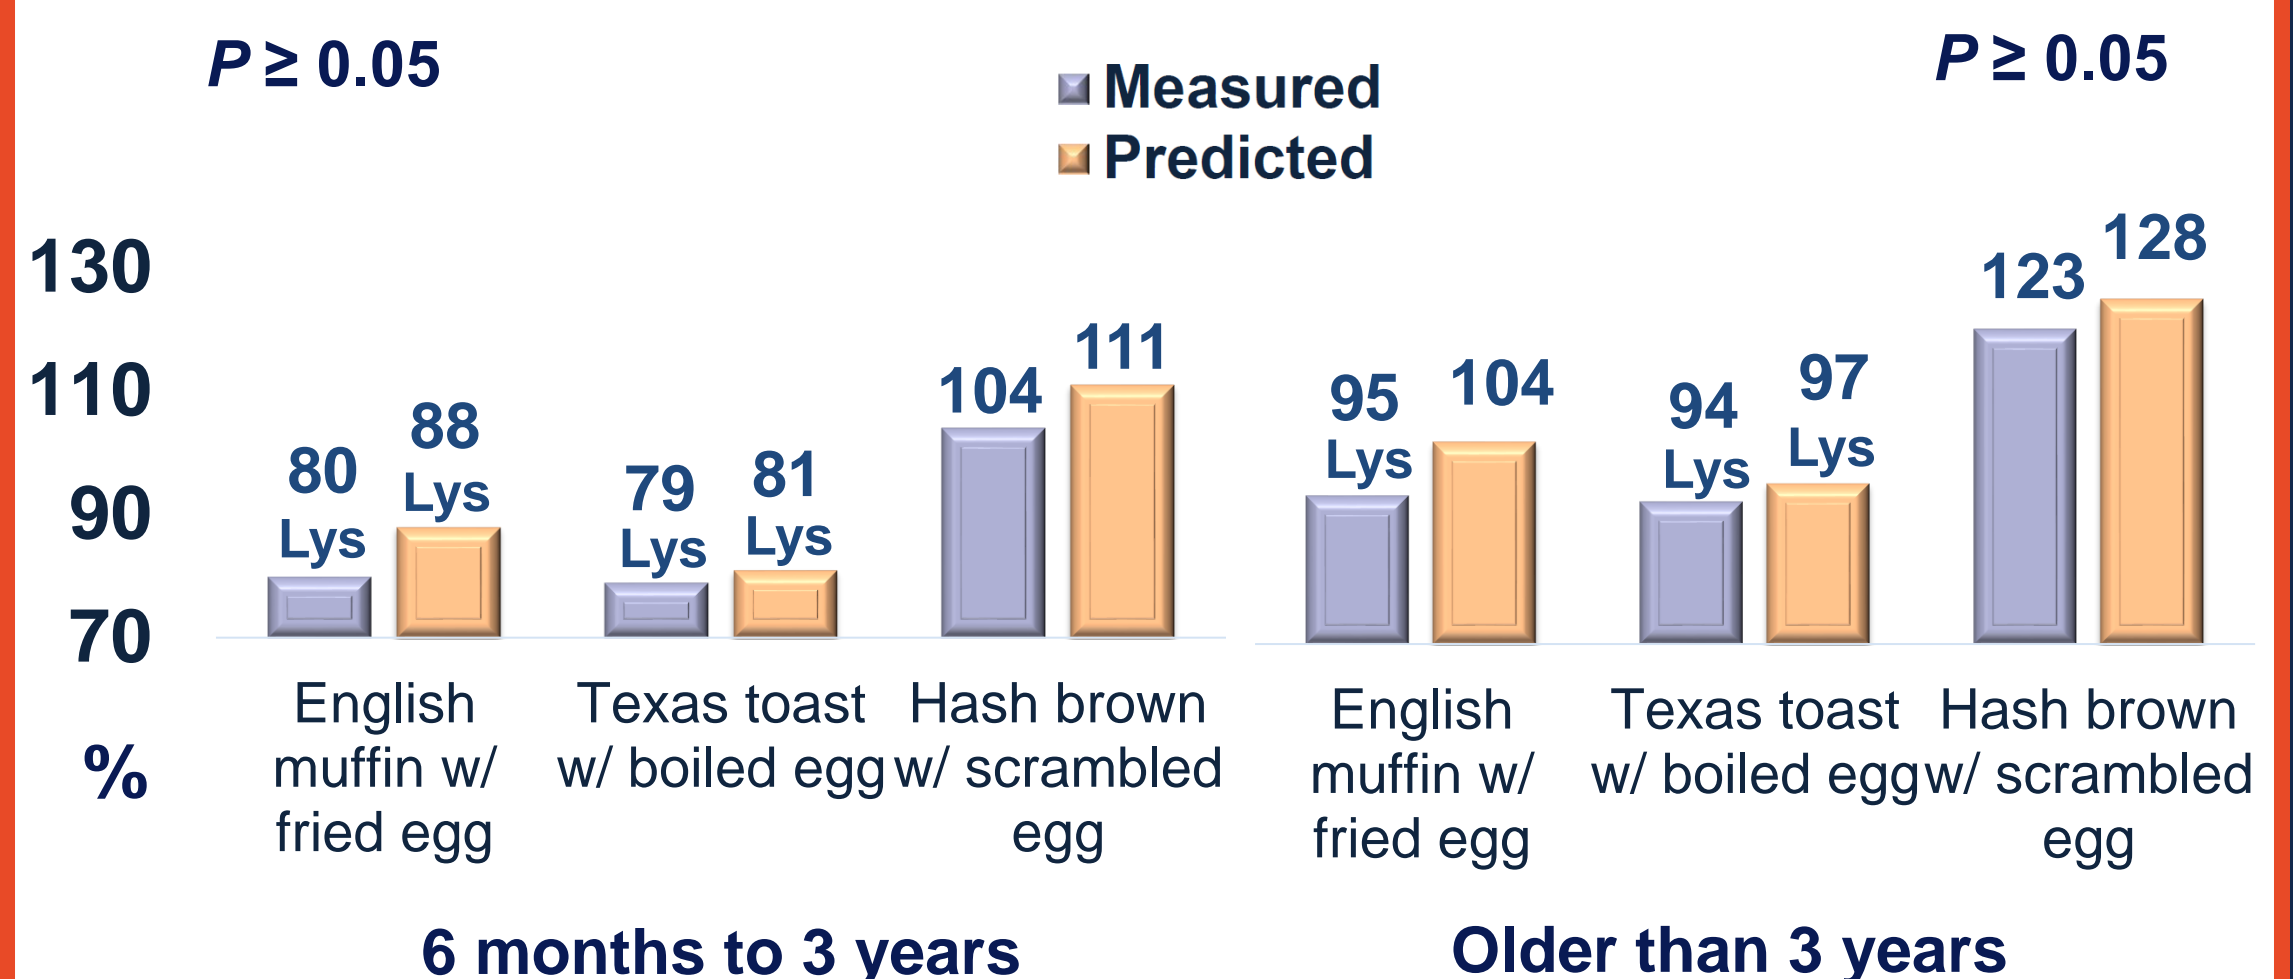 P ≥ 0.05
P ≥ 0.05
Measured
Predicted
130
110
90
70
%
80
Lys
88
Lys
79
Lys
81
Lys
104
111
95
Lys
104
94
Lys
97
Lys
123
128
English
muffin w/
fried egg
Texas toast
w/ boiled egg
Hash brown
w/ scrambled
egg
English
muffin w/
fried egg
Texas toast
w/ boiled egg
Hash brown
w/ scrambled
egg
6 months to 3 years
Older than 3 years